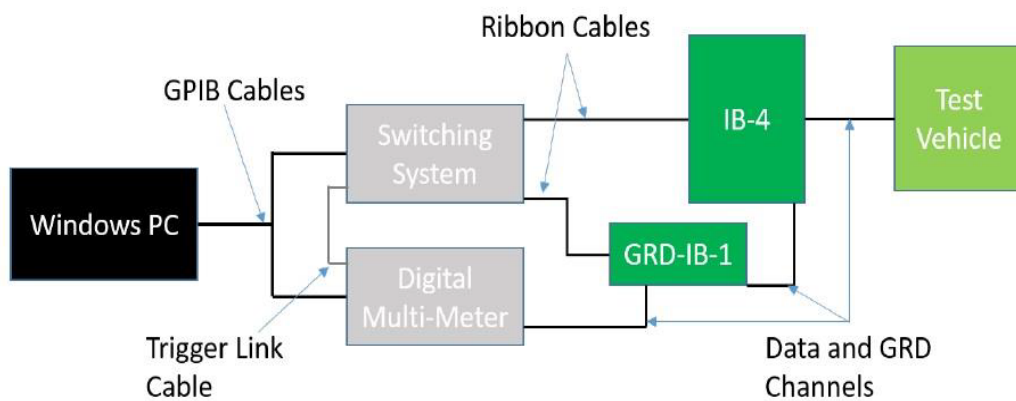 Ribbon Cables
GPIB Cables
IB-4
Test
Vehicle
Switching
System
Windows PC
GRD-IB-1
Digital
Multi-Meter
Trigger Link
Cable
Data and GRD
Channels